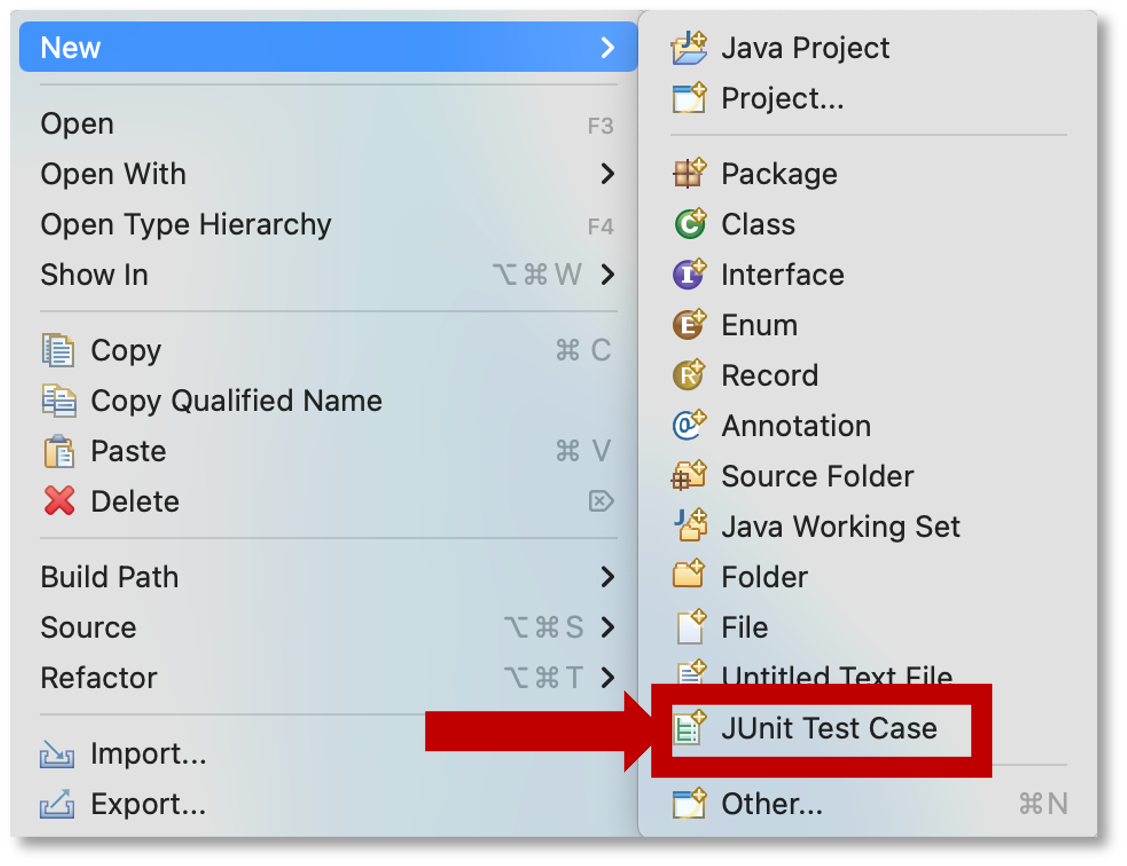 New
Open F3
Open With
Open Type Hierarchy F4
Show In ⌥⌘W
Copy ⌘ C
Copy Qualified Name
Paste ⌘ V
Delete ⌦
Build Path
Source ⌥⌘S
Refactor ⌥⌘T
Import...
Export...
Java Project
Project...
Package
Class
Interface
Enum
Record
Annotation
Source Folder
Java Working Set
Folder
File
Untitled Text File
JUnit Test Case
Other... ⌘N